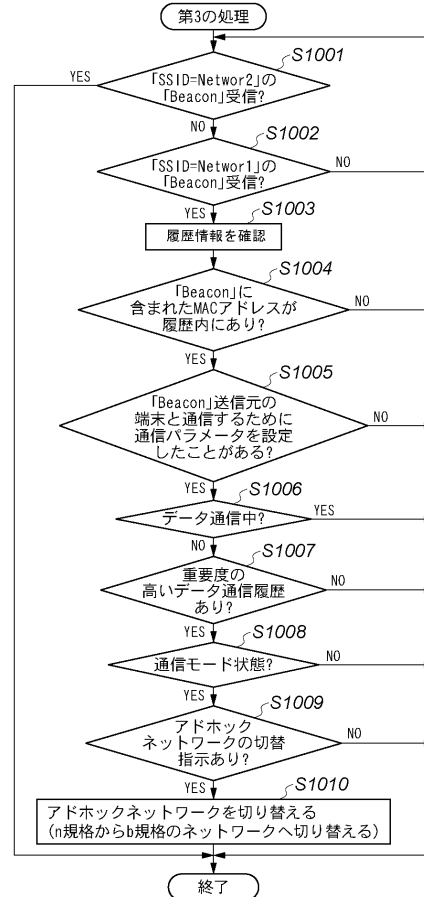 第3の処理
S1001
YES
「SSID=Networ2」の
「Beacon」受信?
NO
S1002
「SSID=Networ1」の
「Beacon」受信?
NO
YES
S1003
履歴情報を確認
S1004
「Beacon」に
含まれたMACアドレスが
履歴内にあり?
NO
YES
S1005
「Beacon」送信元の
端末と通信するために
通信パラメータを設定
したことがある?
NO
YES
S1006
データ通信中?
YES
NO
S1007
重要度の
高いデータ通信履歴
あり?
NO
YES
S1008
通信モード状態?
NO
YES
S1009
アドホック
ネットワークの切替
指示あり?
NO
YES
S1010
アドホックネットワークを切り替える
(n規格からb規格のネットワークへ切り替える)
終了